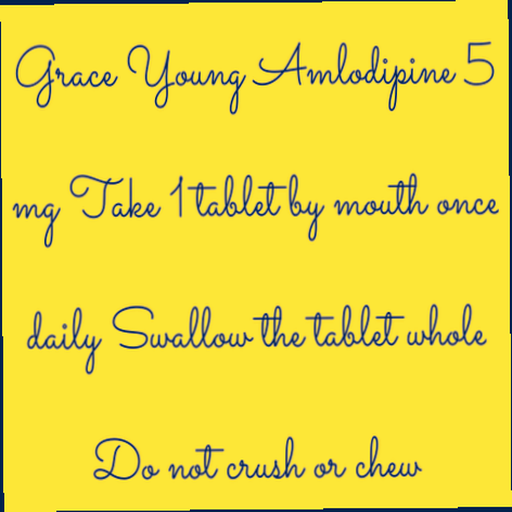 Grace Young Amlodipine 5
mg Take 1 tablet by mouth once
daily Swallow the tablet whole
Do not crush or chew